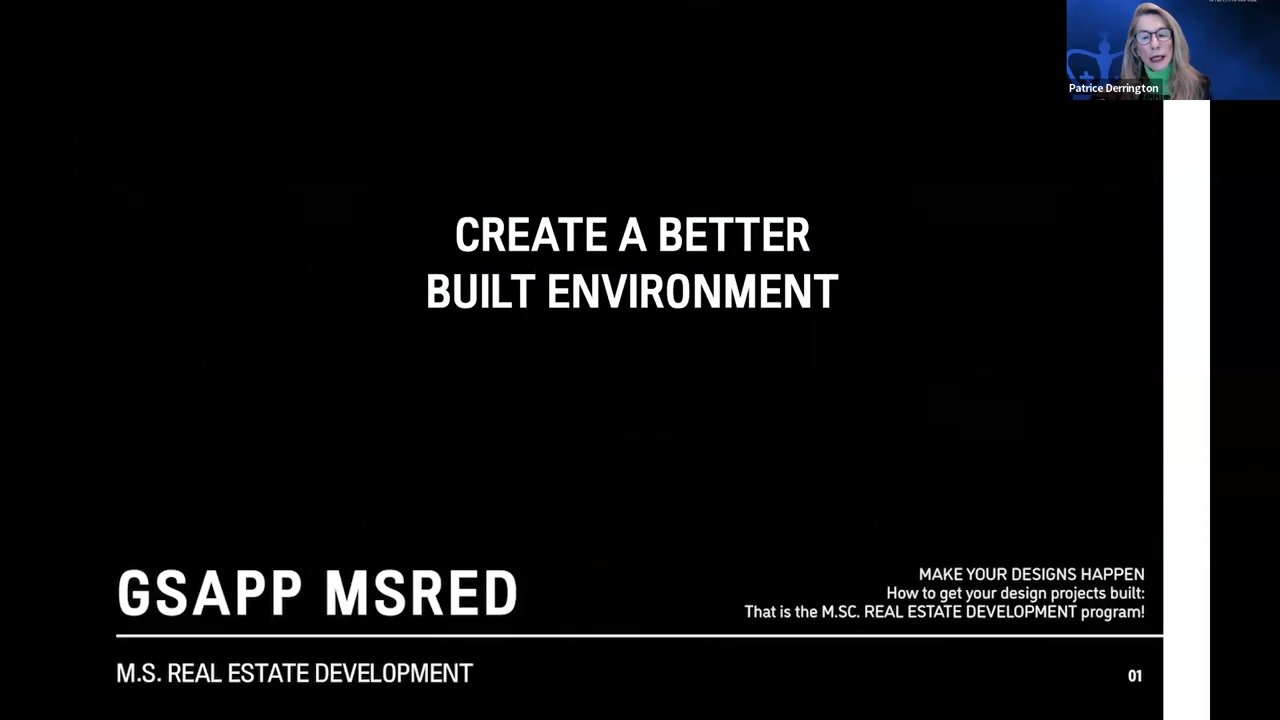 Patrice Derrington
CREATE A BETTER
BUILT ENVIRONMENT
GSAPP MSRED
MAKE YOUR DESIGNS HAPPEN
How to get your design projects built:
That is the M.SC. REAL ESTATE DEVELOPMENT program!
M.S. REAL ESTATE DEVELOPMENT
01